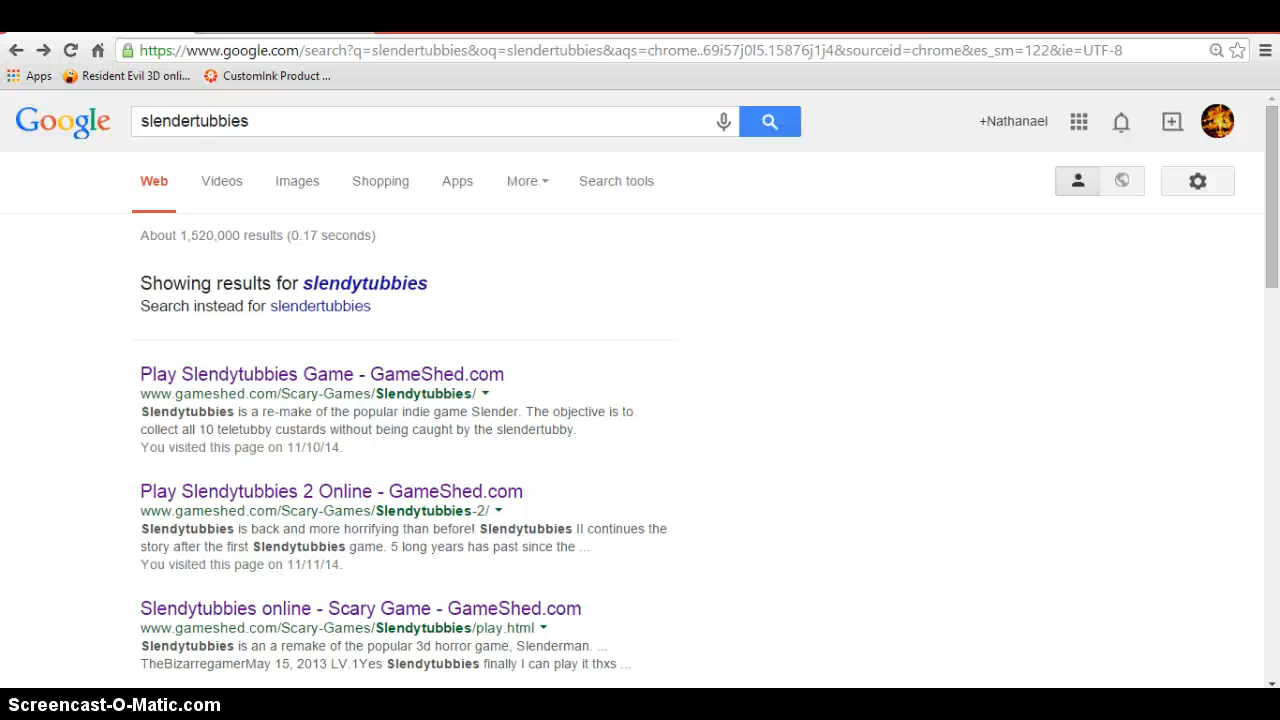 https://www.google.com/search?q=slendertubbies&oq=slendertubbies&aqs=chrome..69i57j0l5.15876j1j4&sourceid=chrome&es_sm=122&ie=UTF-8
Apps Resident Evil 3D onli... CustomInk Product ...
Google slendertubbies +Nathanael
Web Videos Images Shopping Apps More Search tools
About 1,520,000 results (0.17 seconds)
Showing results for slendytubbies
Search instead for slendertubbies
Play Slendytubbies Game - GameShed.com
www.gameshed.com/Scary-Games/Slendytubbies/
Slendytubbies is a re-make of the popular indie game Slender. The objective is to
collect all 10 teletubby custards without being caught by the slendertubby.
You visited this page on 11/10/14.
Play Slendytubbies 2 Online - GameShed.com
www.gameshed.com/Scary-Games/Slendytubbies-2/
Slendytubbies is back and more horrifying than before! Slendytubbies II continues the
story after the first Slendytubbies game. 5 long years has past since the ...
You visited this page on 11/11/14.
Slendytubbies online - Scary Game - GameShed.com
www.gameshed.com/Scary-Games/Slendytubbies/play.html
Slendytubbies is an a remake of the popular 3d horror game, Slenderman. ...
TheBizarregamerMay 15, 2013 LV.1Yes Slendytubbies finally I can play it thxs ...
Screencast-O-Matic.com